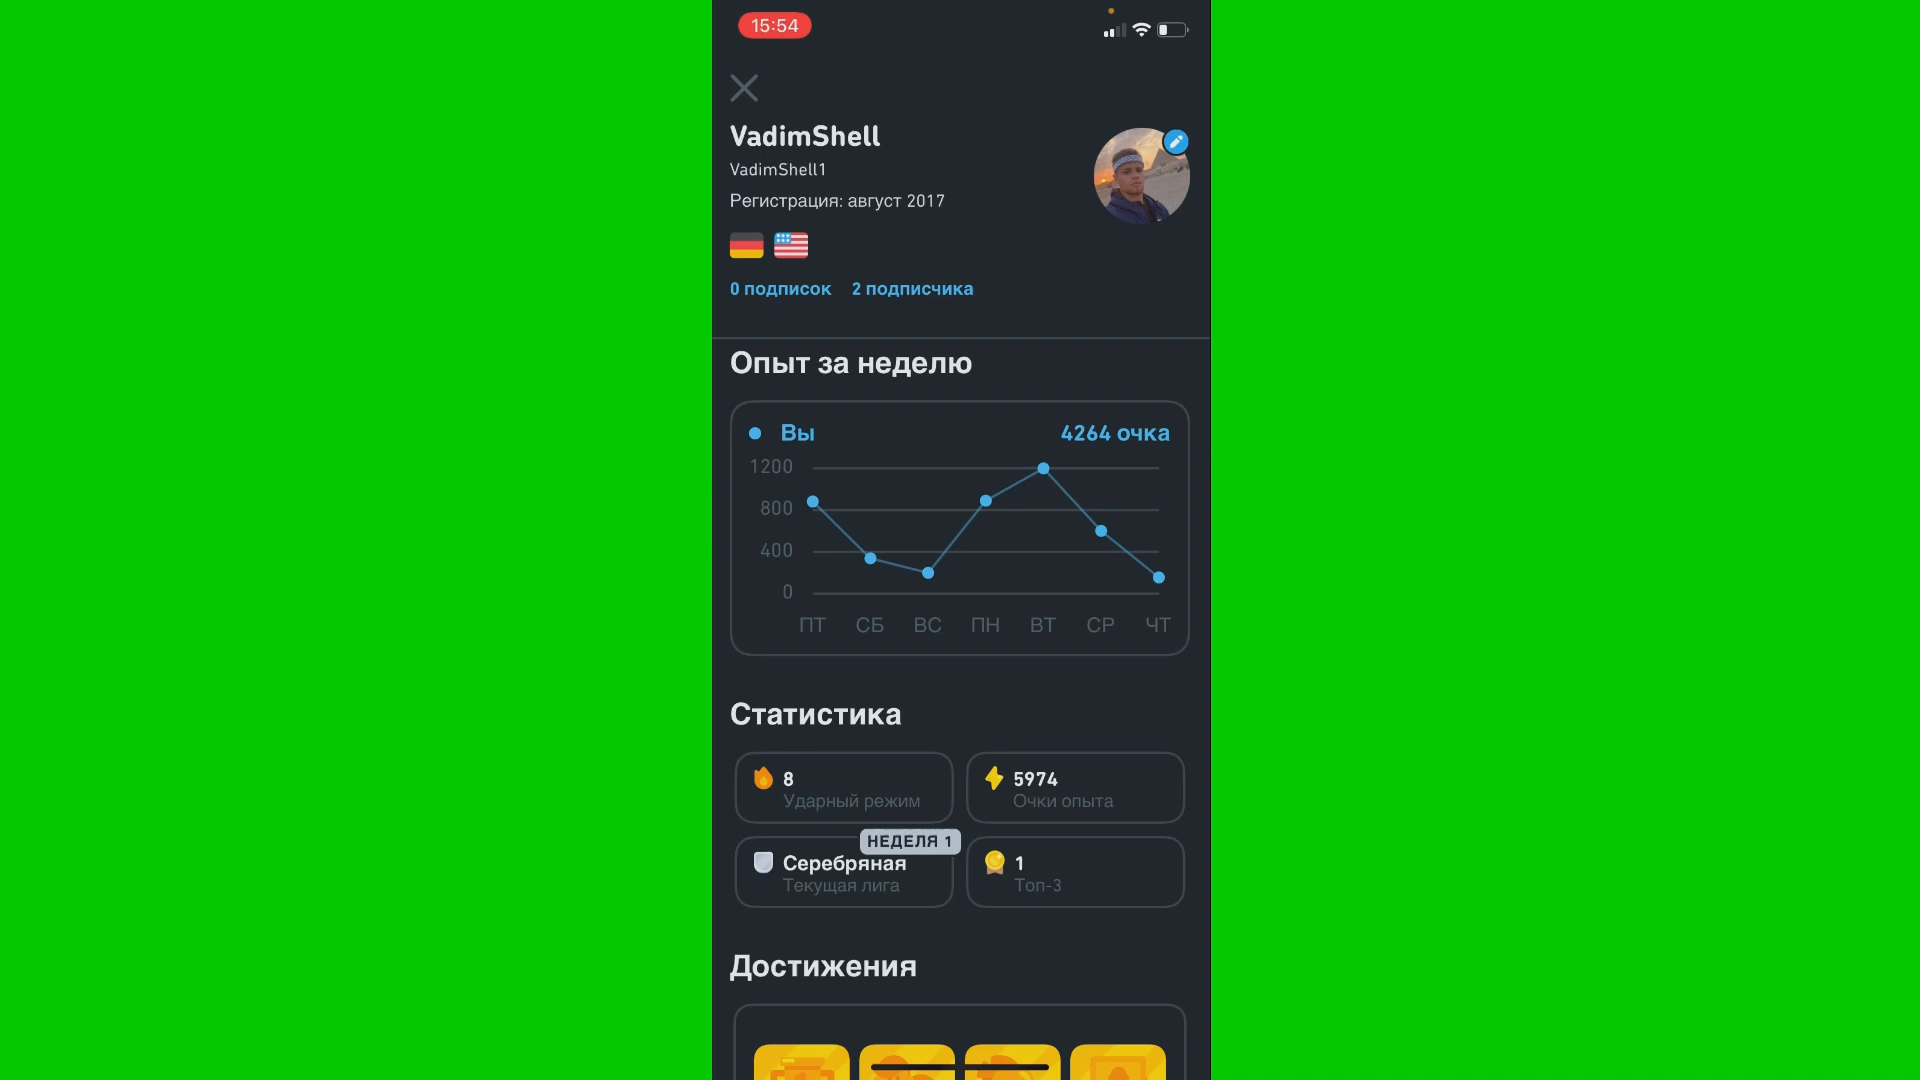 15:54
VadimShell
VadimShell1
Регистрация: август 2017
0 подписок 2 подписчика
Опыт за неделю
Вы 4264 очка
1200
800
400
0
ПТ СБ ВС ПН ВТ СР ЧТ
Статистика
8
Ударный режим
5974
Очки опыта
НЕДЕЛЯ 1
Серебряная
Текущая лига
1
Топ-3
Достижения